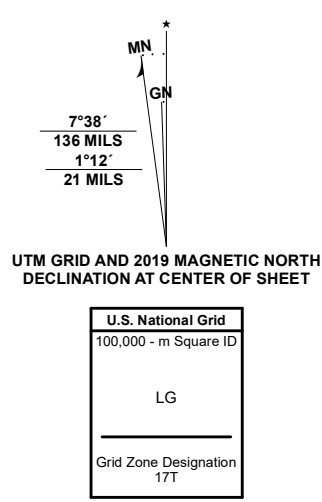 MN
GN
7°38´
136 MILS
1°12´
21 MILS
UTM GRID AND 2019 MAGNETIC NORTH
DECLINATION AT CENTER OF SHEET
U.S. National Grid
100,000 - m Square ID
LG
Grid Zone Designation
17T